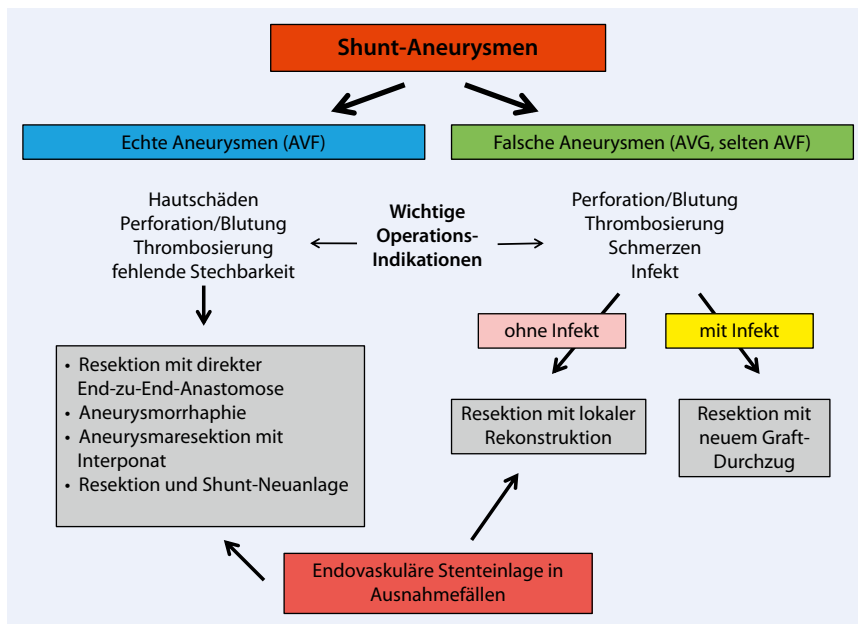 Shunt-Aneurysmen
Echte Aneurysmen (AVF)
Falsche Aneurysmen (AVG, selten AVF)
Hautschäden
Perforation/Blutung
Thrombosierung
fehlende Stechbarkeit
Wichtige
Operations-
Indikationen
Perforation/Blutung
Thrombosierung
Schmerzen
Infekt
ohne Infekt
mit Infekt
• Resektion mit direkter
End-zu-End-Anastomose
• Aneurysmorrhaphie
• Aneurysmaresektion mit
Interponat
• Resektion und Shunt-Neuanlage
Resektion mit lokaler
Rekonstruktion
Resektion mit
neuem Graft-
Durchzug
Endovaskuläre Stenteinlage in
Ausnahmefällen